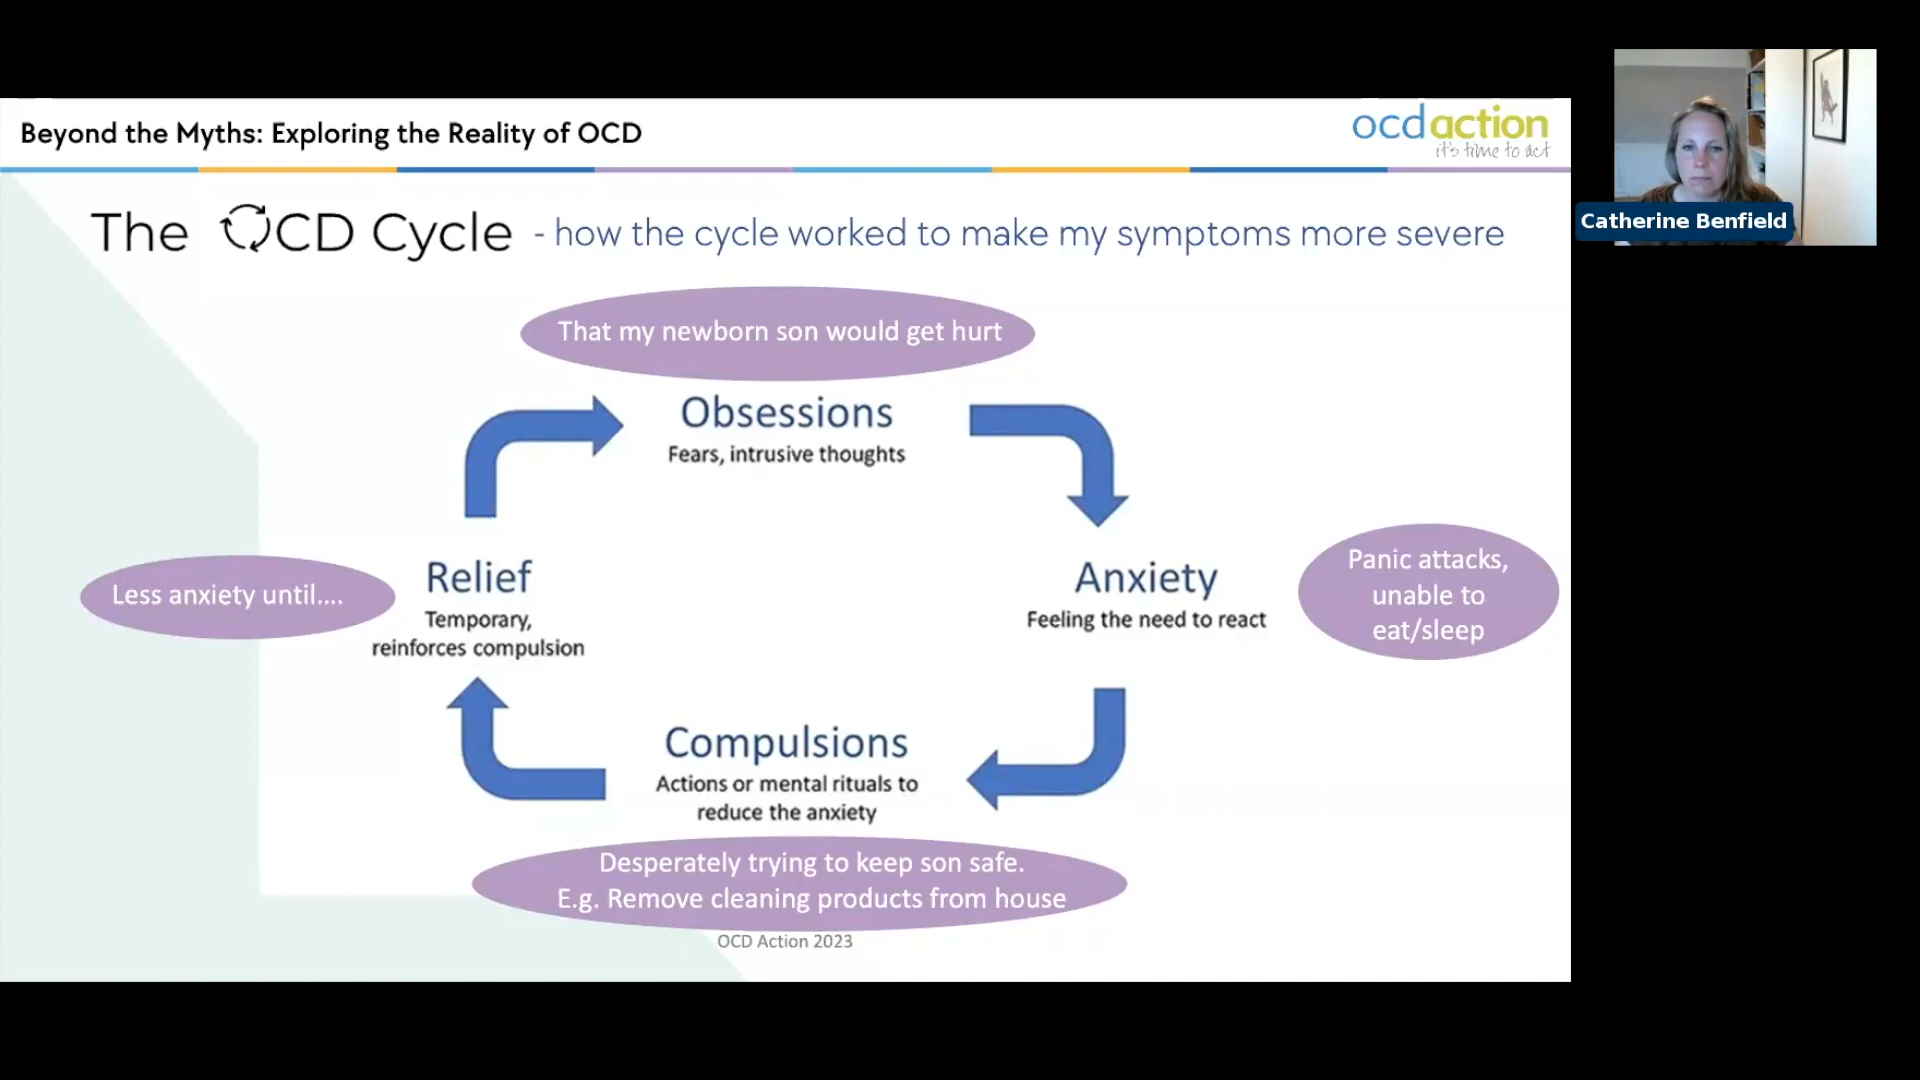 Beyond the Myths: Exploring the Reality of OCD
ocdaction
it's time to act
Catherine Benfield
The OCD Cycle - how the cycle worked to make my symptoms more severe
That my newborn son would get hurt
Obsessions
Fears, intrusive thoughts
Less anxiety until....
Relief
Temporary,
reinforces compulsion
Anxiety
Feeling the need to react
Panic attacks,
unable to
eat/sleep
Compulsions
Actions or mental rituals to
reduce the anxiety
Desperately trying to keep son safe.
E.g. Remove cleaning products from house
OCD Action 2023